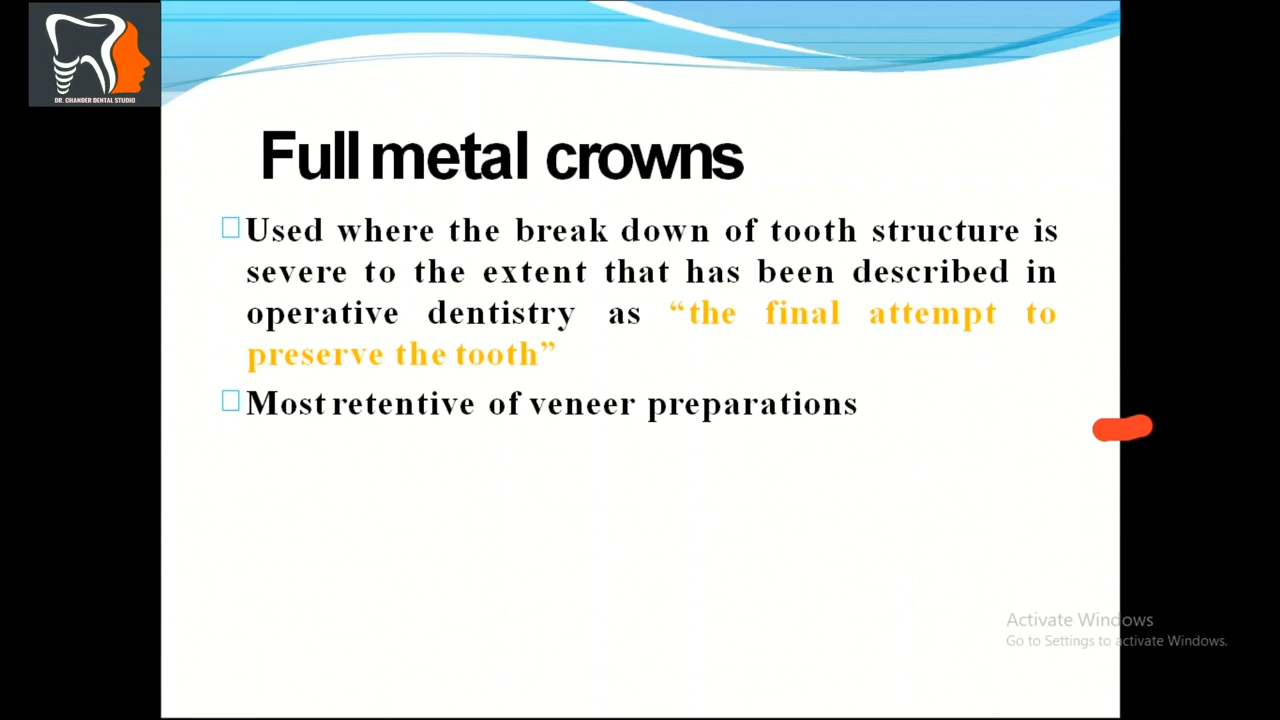 DR. CHANDER DENTAL STUDIO
Full metal crowns
Used where the break down of tooth structure is
severe to the extent that has been described in
operative dentistry as “the final attempt to
preserve the tooth”
Most retentive of veneer preparations
Activate Windows
Go to Settings to activate Windows.